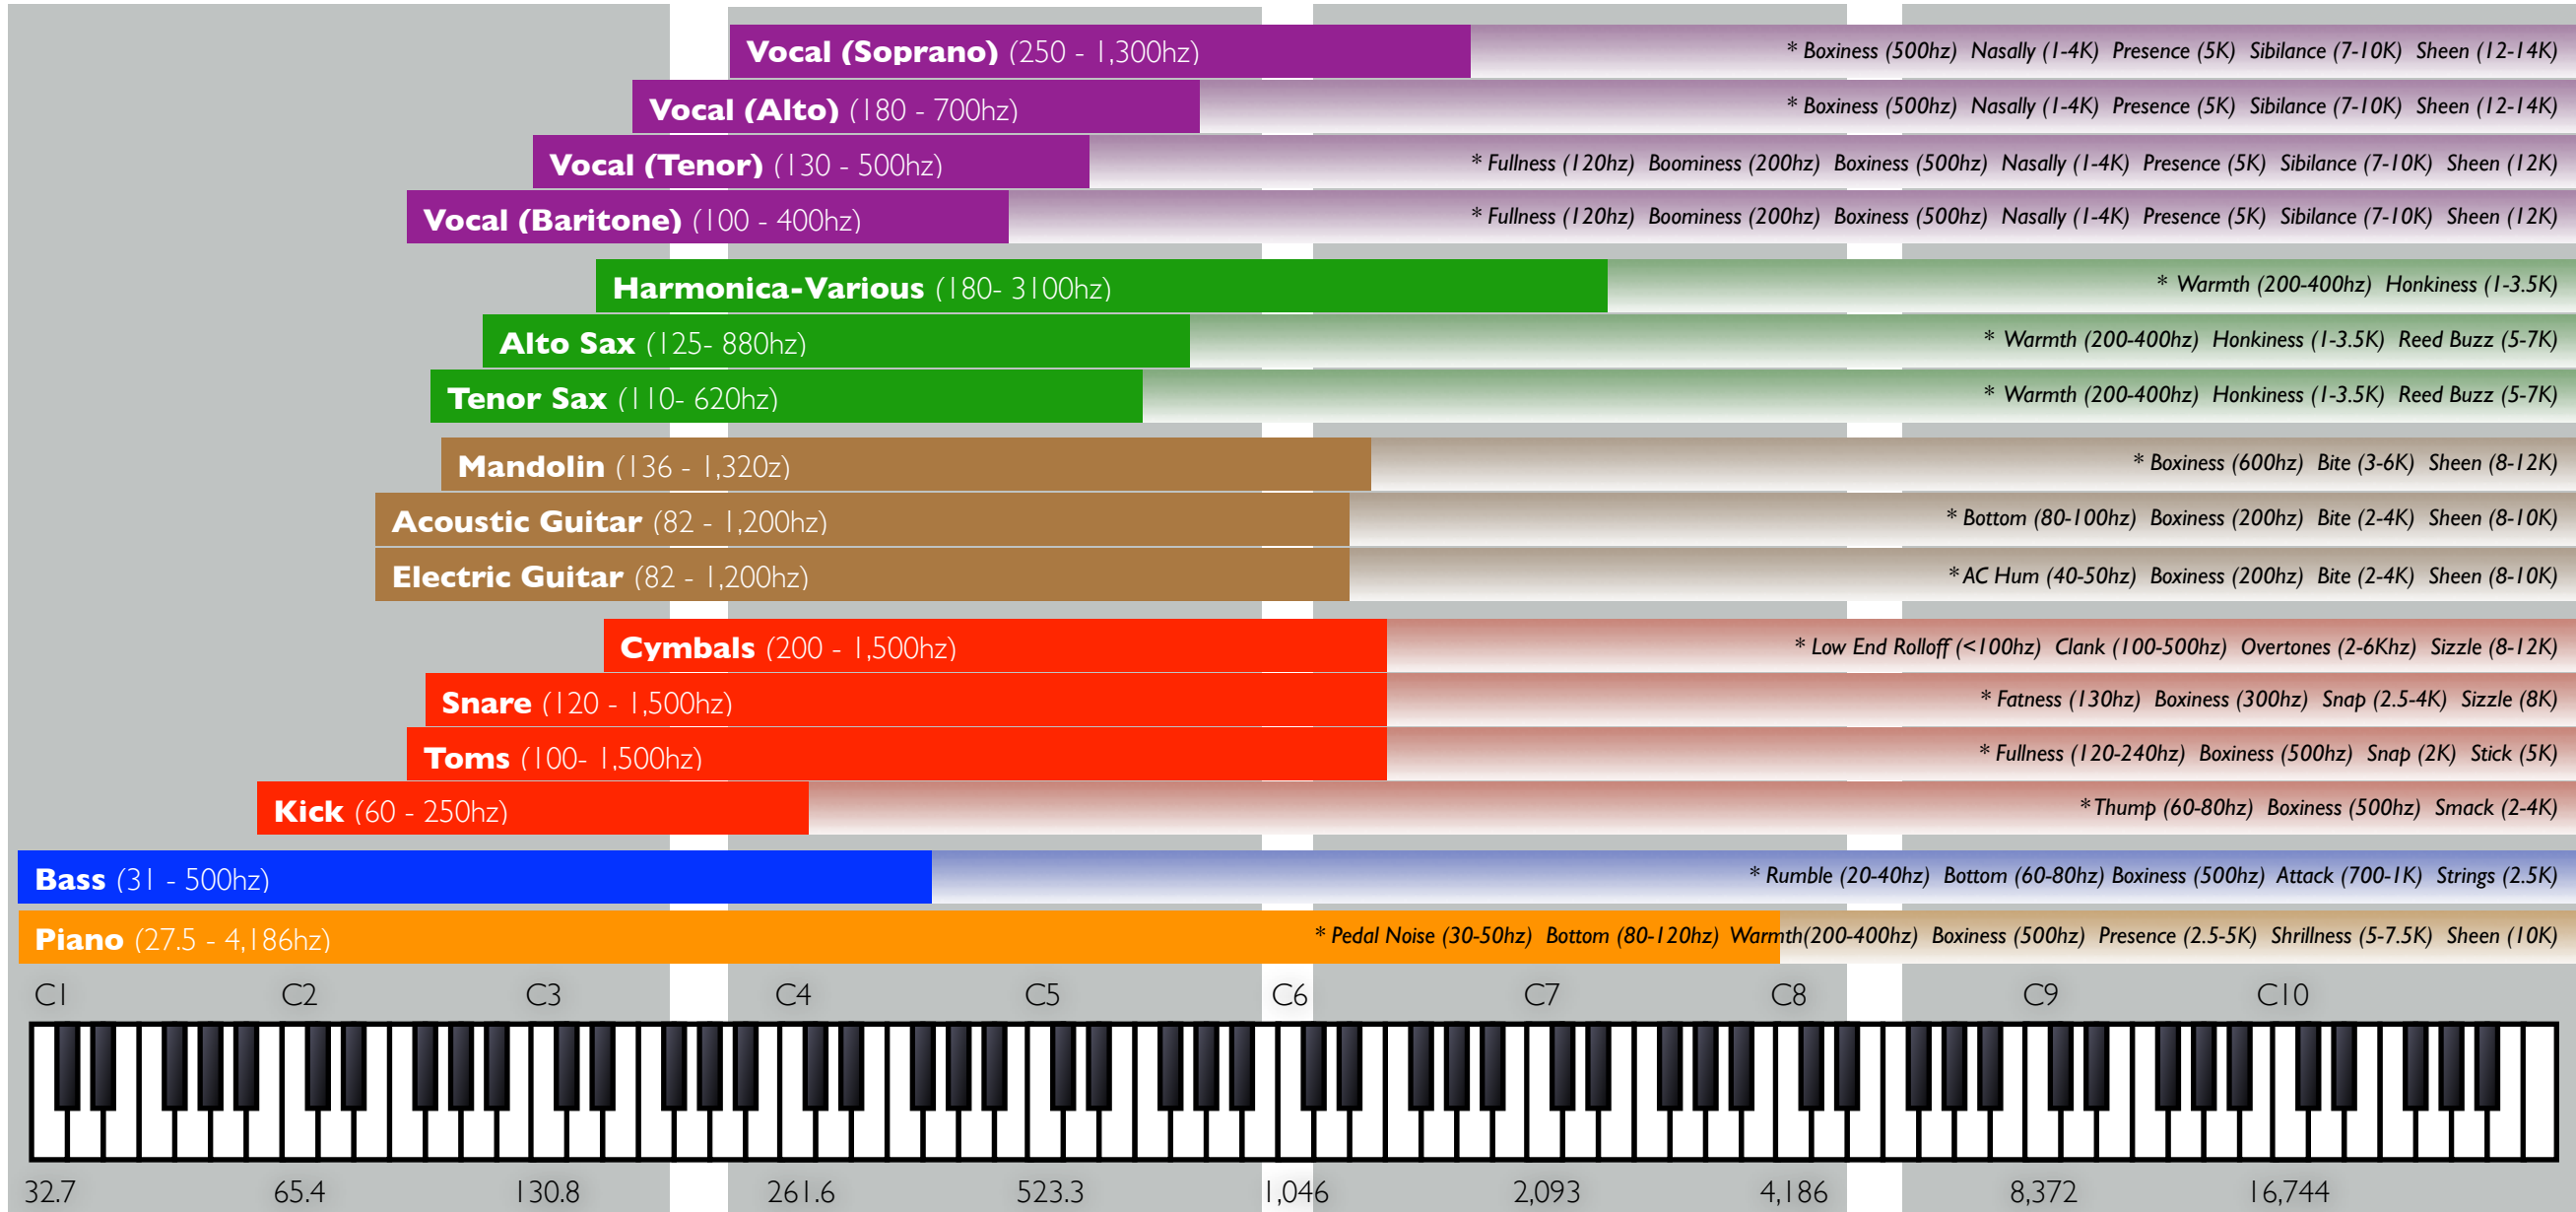 Vocal (Soprano) (250 - 1,300hz) * Boxiness (500hz) Nasally (1-4K) Presence (5K) Sibilance (7-10K) Sheen (12-14K)
Vocal (Alto) (180 - 700hz) * Boxiness (500hz) Nasally (1-4K) Presence (5K) Sibilance (7-10K) Sheen (12-14K)
Vocal (Tenor) (130 - 500hz) * Fullness (120hz) Boominess (200hz) Boxiness (500hz) Nasally (1-4K) Presence (5K) Sibilance (7-10K) Sheen (12K)
Vocal (Baritone) (100 - 400hz) * Fullness (120hz) Boominess (200hz) Boxiness (500hz) Nasally (1-4K) Presence (5K) Sibilance (7-10K) Sheen (12K)
Harmonica-Various (180- 3100hz) * Warmth (200-400hz) Honkiness (1-3.5K)
Alto Sax (125- 880hz) * Warmth (200-400hz) Honkiness (1-3.5K) Reed Buzz (5-7K)
Tenor Sax (110- 620hz) * Warmth (200-400hz) Honkiness (1-3.5K) Reed Buzz (5-7K)
Mandolin (136 - 1,320z) * Boxiness (600hz) Bite (3-6K) Sheen (8-12K)
Acoustic Guitar (82 - 1,200hz) * Bottom (80-100hz) Boxiness (200hz) Bite (2-4K) Sheen (8-10K)
Electric Guitar (82 - 1,200hz) * AC Hum (40-50hz) Boxiness (200hz) Bite (2-4K) Sheen (8-10K)
Cymbals (200 - 1,500hz) * Low End Rolloff (<100hz) Clank (100-500hz) Overtones (2-6Khz) Sizzle (8-12K)
Snare (120 - 1,500hz) * Fatness (130hz) Boxiness (300hz) Snap (2.5-4K) Sizzle (8K)
Toms (100- 1,500hz) * Fullness (120-240hz) Boxiness (500hz) Snap (2K) Stick (5K)
Kick (60 - 250hz) * Thump (60-80hz) Boxiness (500hz) Smack (2-4K)
Bass (31 - 500hz) * Rumble (20-40hz) Bottom (60-80hz) Boxiness (500hz) Attack (700-1K) Strings (2.5K)
Piano (27.5 - 4,186hz) * Pedal Noise (30-50hz) Bottom (80-120hz) Warmth(200-400hz) Boxiness (500hz) Presence (2.5-5K) Shrillness (5-7.5K) Sheen (10K)
C1 C2 C3 C4 C5 C6 C7 C8 C9 C10
32.7 65.4 130.8 261.6 523.3 1,046 2,093 4,186 8,372 16,744